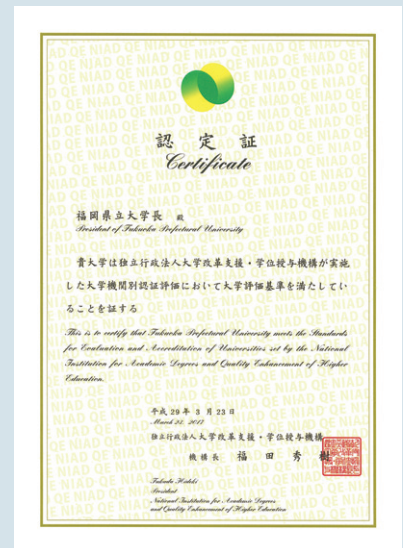 認定証
Certificate
福岡県立大学長 殿
President of Fukuoka Prefectural University
貴大学は独立行政法人大学改革支援・学位授与機構が実施
した大学機関別認証評価において大学評価基準を満たしてい
ることを証する
This is to certify that Fukuoka Prefectural University meets the Standards
for Evaluation and Accreditation of Universities set by the National
Institution for Academic Degrees and Quality Enhancement of Higher
Education.
平成29年3月23日
March 23, 2017
独立行政法人大学改革支援・学位授与機構
機構長 福田秀樹
Fukuda Hideki
President
National Institution for Academic Degrees
and Quality Enhancement of Higher Education